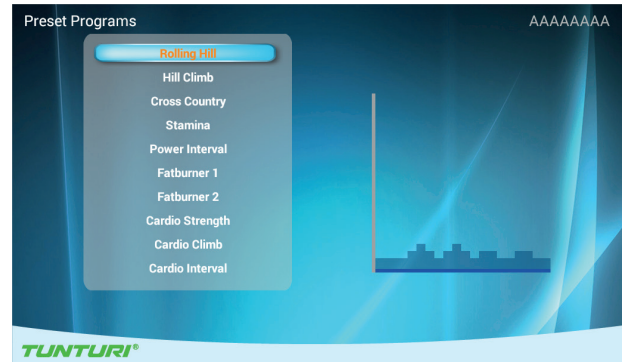 Preset Programs
AAAAAAAA
Rolling Hill
Hill Climb
Cross Country
Stamina
Power Interval
Fatburner 1
Fatburner 2
Cardio Strength
Cardio Climb
Cardio Interval
TUNTURI®